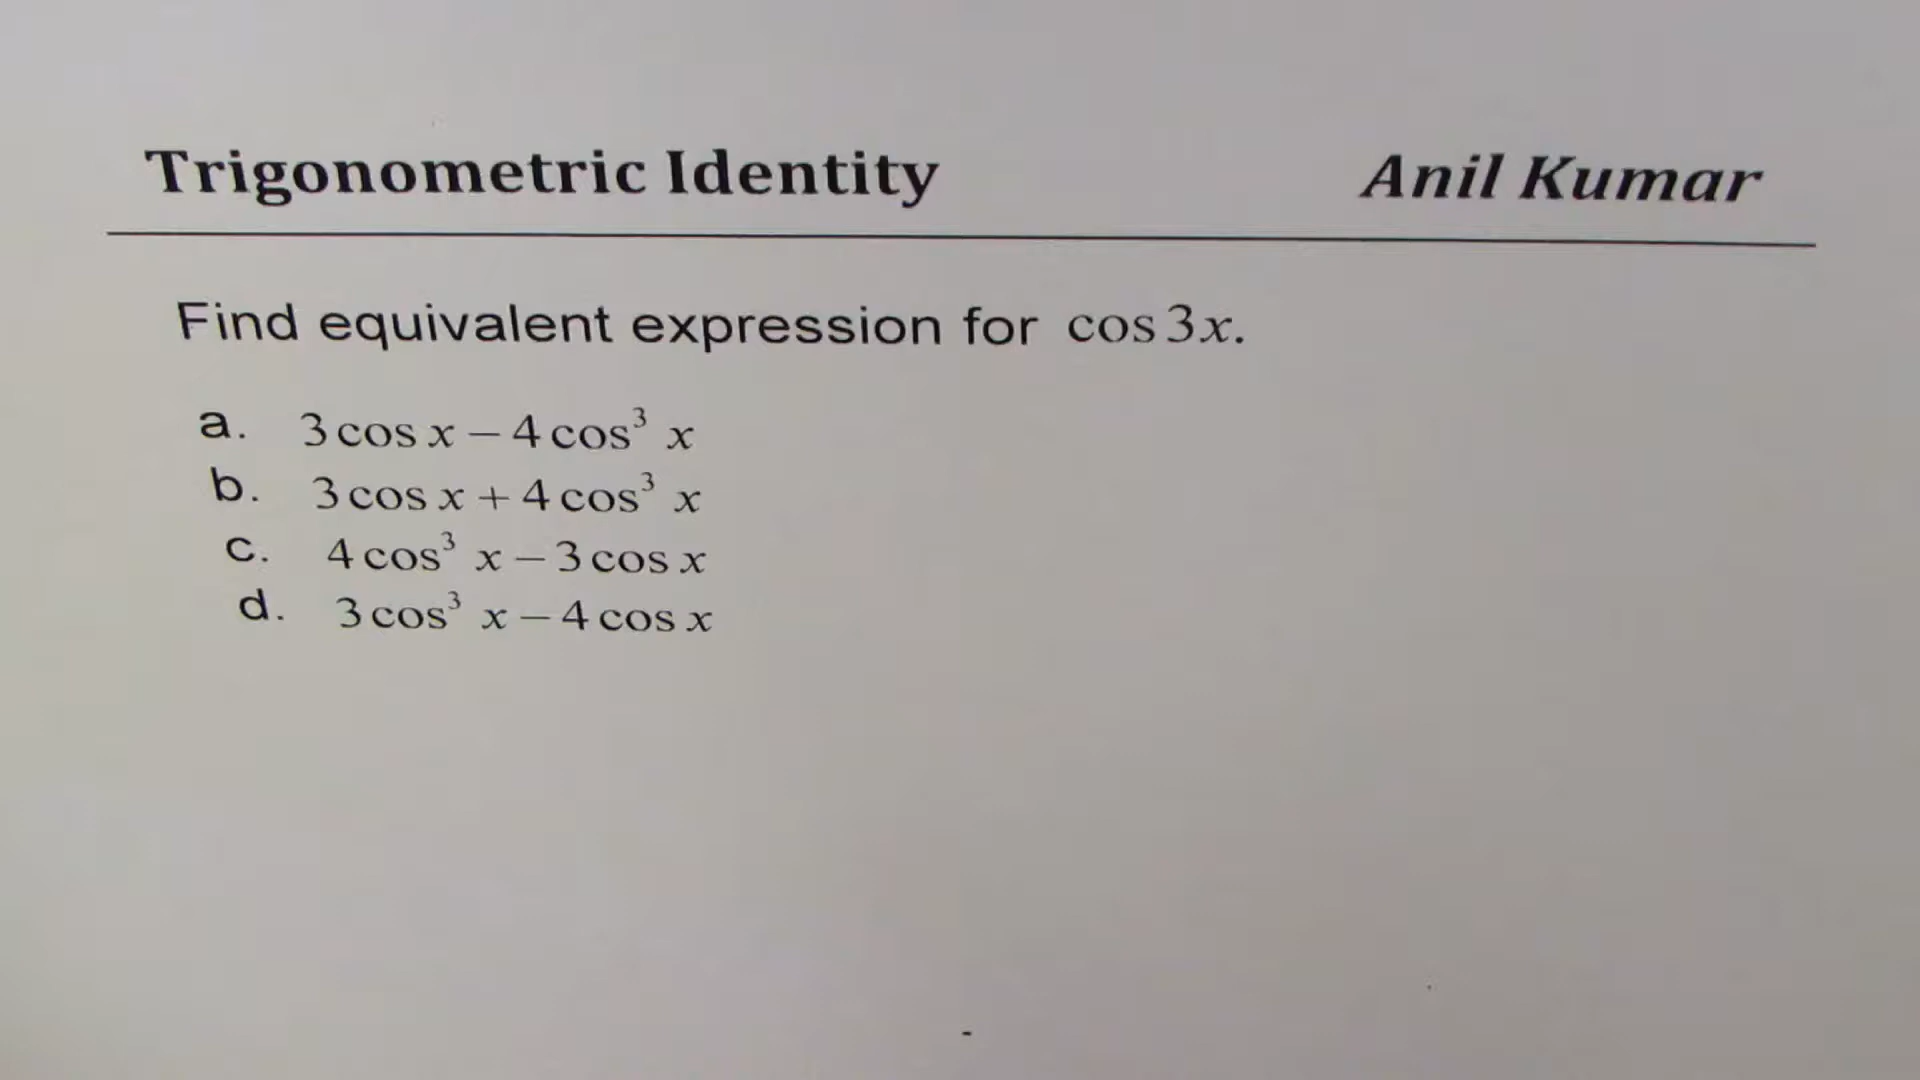 Trigonometric Identity Anil Kumar
Find equivalent expression for cos 3x.
a. 3 cos x − 4 cos³ x
b. 3 cos x + 4 cos³ x
c. 4 cos³ x − 3 cos x
d. 3 cos³ x − 4 cos x